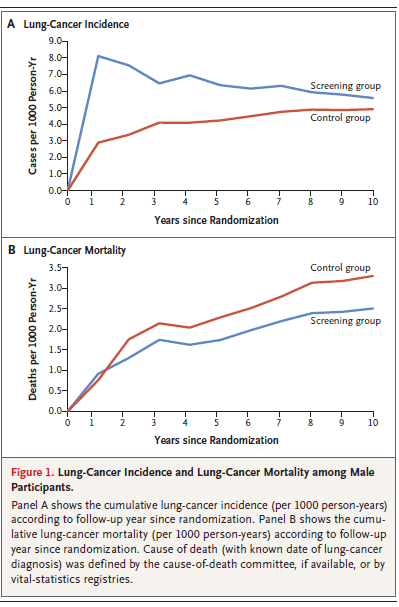 A Lung-Cancer Incidence
Cases per 1000 Person-Yr
9.0
8.0
7.0
6.0
5.0
4.0
3.0
2.0
1.0
0.0
Screening group
Control group
0 1 2 3 4 5 6 7 8 9 10
Years since Randomization
B Lung-Cancer Mortality
Deaths per 1000 Person-Yr
3.5
3.0
2.5
2.0
1.5
1.0
0.5
0.0
Control group
Screening group
0 1 2 3 4 5 6 7 8 9 10
Years since Randomization
Figure 1. Lung-Cancer Incidence and Lung-Cancer Mortality among Male
Participants.
Panel A shows the cumulative lung-cancer incidence (per 1000 person-years)
according to follow-up year since randomization. Panel B shows the cumu-
lative lung-cancer mortality (per 1000 person-years) according to follow-up
year since randomization. Cause of death (with known date of lung-cancer
diagnosis) was defined by the cause-of-death committee, if available, or by
vital-statistics registries.